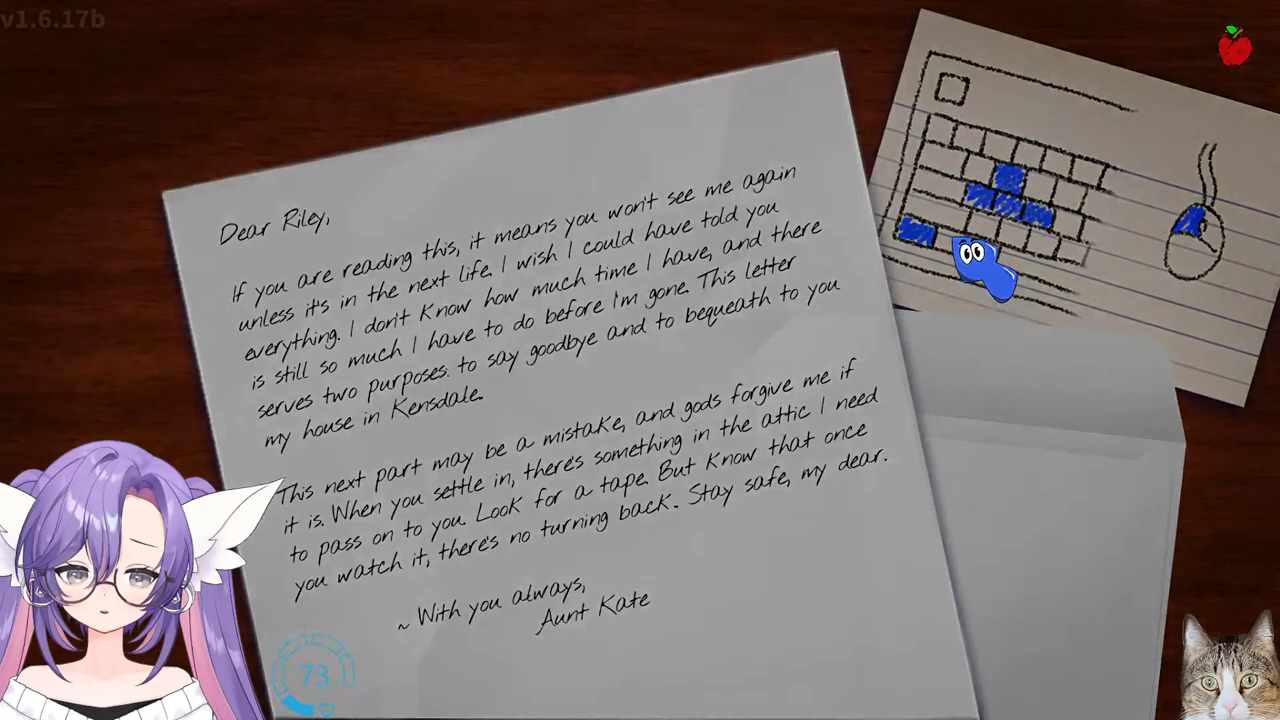 v1.6.17b
Dear Riley,
If you are reading this, it means you won't see me again
unless it's in the next life. I wish I could have told you
everything. I don't know how much time I have, and there
is still so much I have to do before I'm gone. This letter
serves two purposes: to say goodbye and to bequeath to you
my house in Kensdale.
This next part may be a mistake, and gods forgive me if
it is. When you settle in, there's something in the attic I need
to pass on to you. Look for a tape. But know that once
you watch it, there's no turning back. Stay safe, my dear.
~ With you always,
Aunt Kate
73